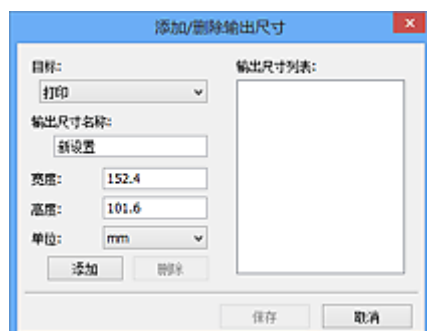 添加/删除输出尺寸
目标:
打印
输出尺寸名称:
新设置
宽度: 152.4
高度: 101.6
单位: mm
添加 删除
输出尺寸列表:
保存 取消